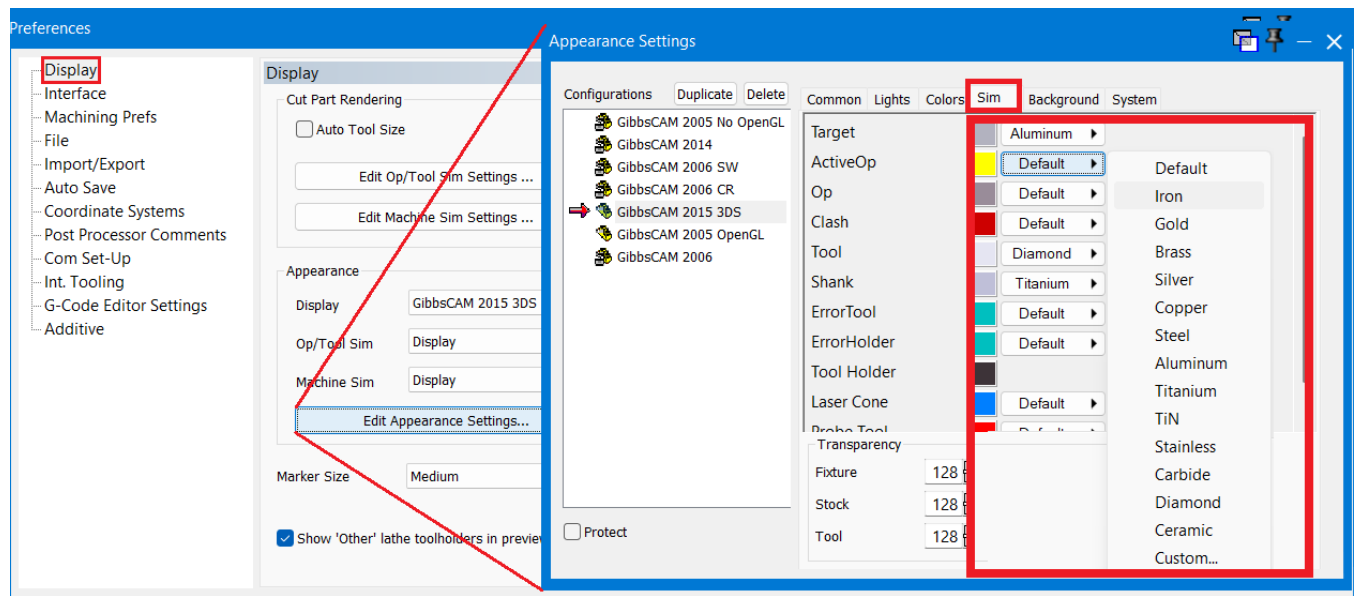 Preferences
Display
Interface
Machining Prefs
File
Import/Export
Auto Save
Coordinate Systems
Post Processor Comments
Com Set-Up
Int. Tooling
G-Code Editor Settings
Additive
Display
Cut Part Rendering
Auto Tool Size
Edit Op/Tool Sim Settings ...
Edit Machine Sim Settings ...
Appearance
Display GibbsCAM 2015 3DS
Op/Tool Sim Display
Machine Sim Display
Edit Appearance Settings...
Marker Size Medium
Show 'Other' lathe toolholders in preview
Appearance Settings
Configurations Duplicate Delete
GibbsCAM 2005 No OpenGL
GibbsCAM 2014
GibbsCAM 2006 SW
GibbsCAM 2006 CR
GibbsCAM 2015 3DS
GibbsCAM 2005 OpenGL
GibbsCAM 2006
Protect
Common Lights Colors Sim Background System
Target Aluminum
ActiveOp Default
Op Default
Clash Default
Tool Diamond
Shank Titanium
ErrorTool Default
ErrorHolder Default
Tool Holder
Laser Cone Default
Probe Tool Default
Transparency
Fixture 128
Stock 128
Tool 128
Default
Iron
Gold
Brass
Silver
Copper
Steel
Aluminum
Titanium
TiN
Stainless
Carbide
Diamond
Ceramic
Custom...